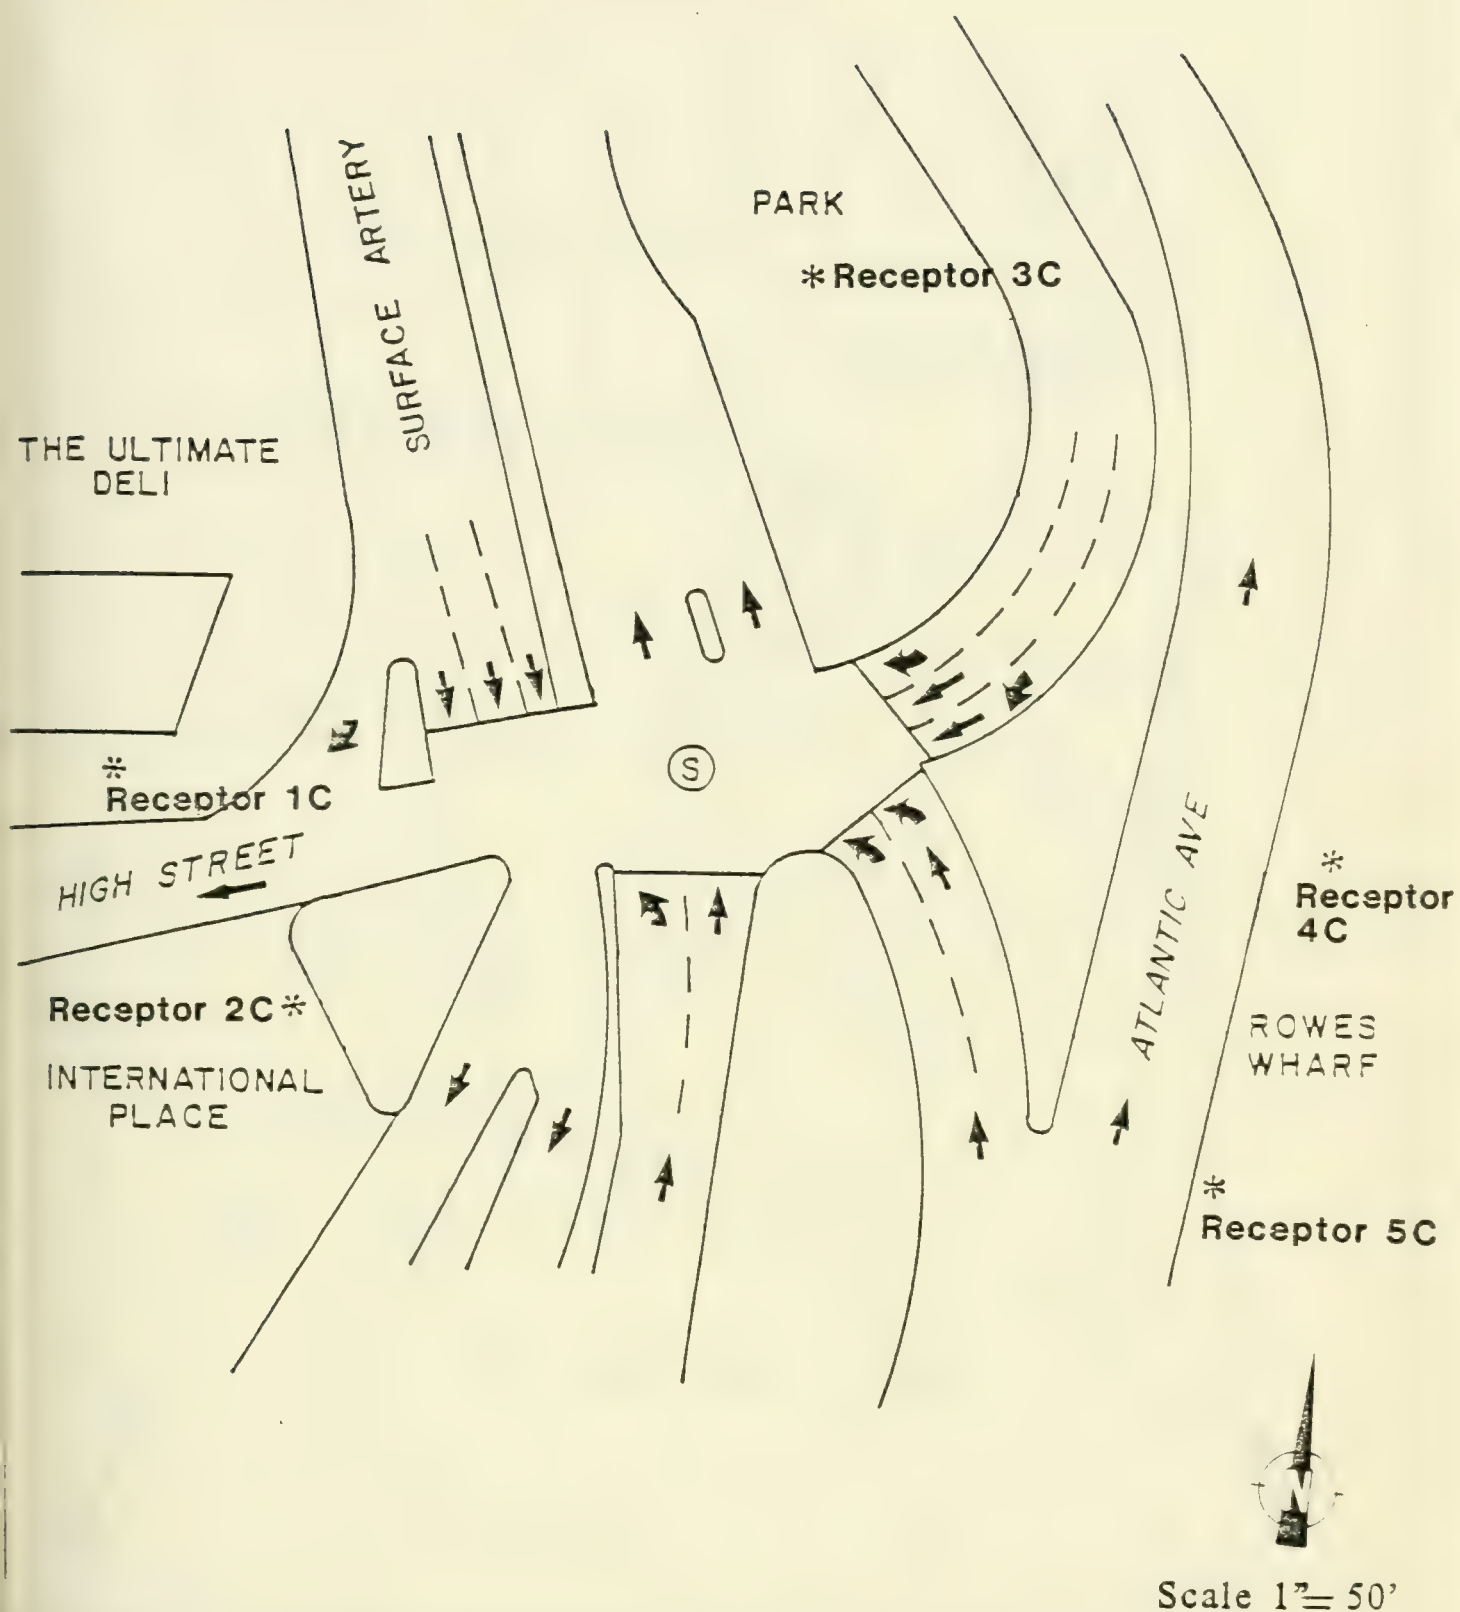 SURFACE ARTERY
PARK
* Receptor 3C
THE ULTIMATE
DELI
S
*
Receptor 1C
HIGH STREET
ATLANTIC AVE
*
Receptor
4C
Receptor 2C *
ROWES
WHARF
INTERNATIONAL
PLACE
*
Receptor 5C
N
Scale 1"= 50'